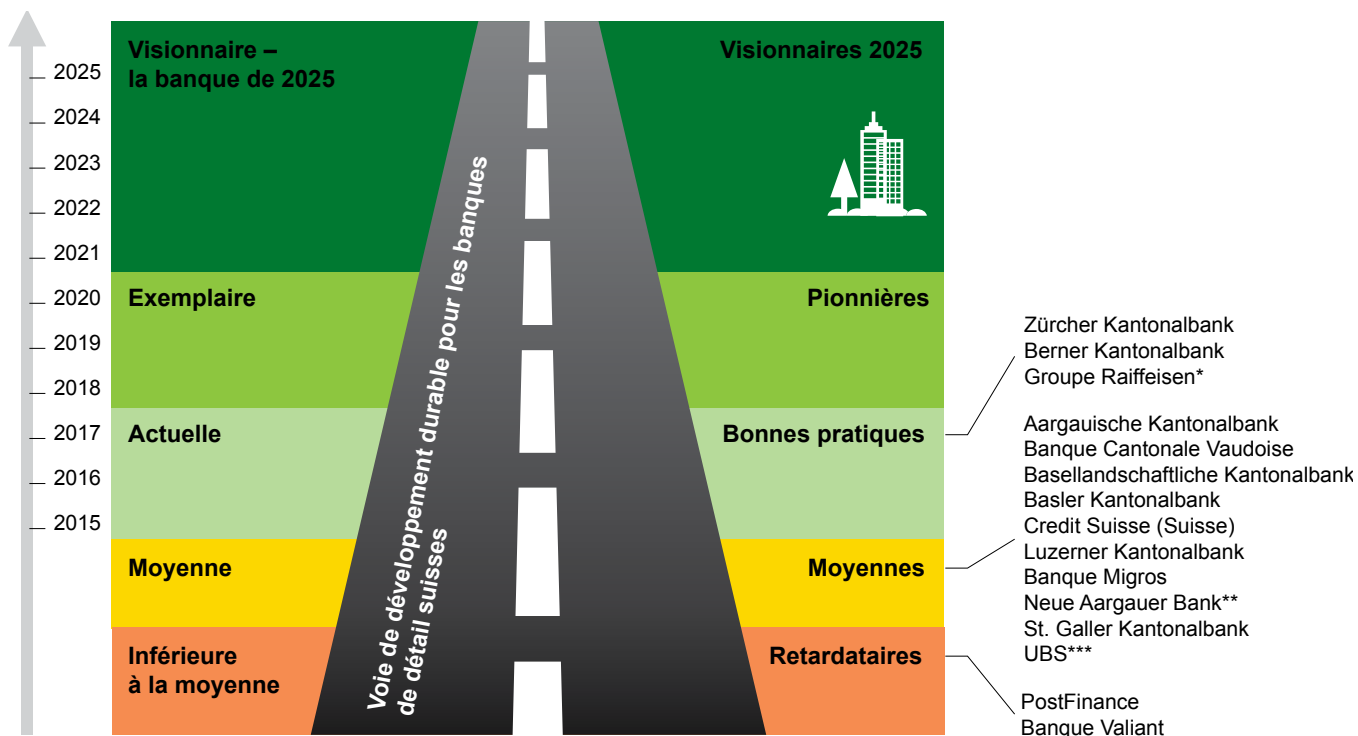 2025
2024
2023
2022
2021
2020
2019
2018
2017
2016
2015
Visionnaire –
la banque de 2025
Visionnaires 2025
Exemplaire
Pionnières
Actuelle
Bonnes pratiques
Moyenne
Moyennes
Inférieure
à la moyenne
Retardataires
Voie de développement durable pour les banques
de détail suisses
Zürcher Kantonalbank
Berner Kantonalbank
Groupe Raiffeisen*
Aargauische Kantonalbank
Banque Cantonale Vaudoise
Basellandschaftliche Kantonalbank
Basler Kantonalbank
Credit Suisse (Suisse)
Luzerner Kantonalbank
Banque Migros
Neue Aargauer Bank**
St. Galler Kantonalbank
UBS***
PostFinance
Banque Valiant